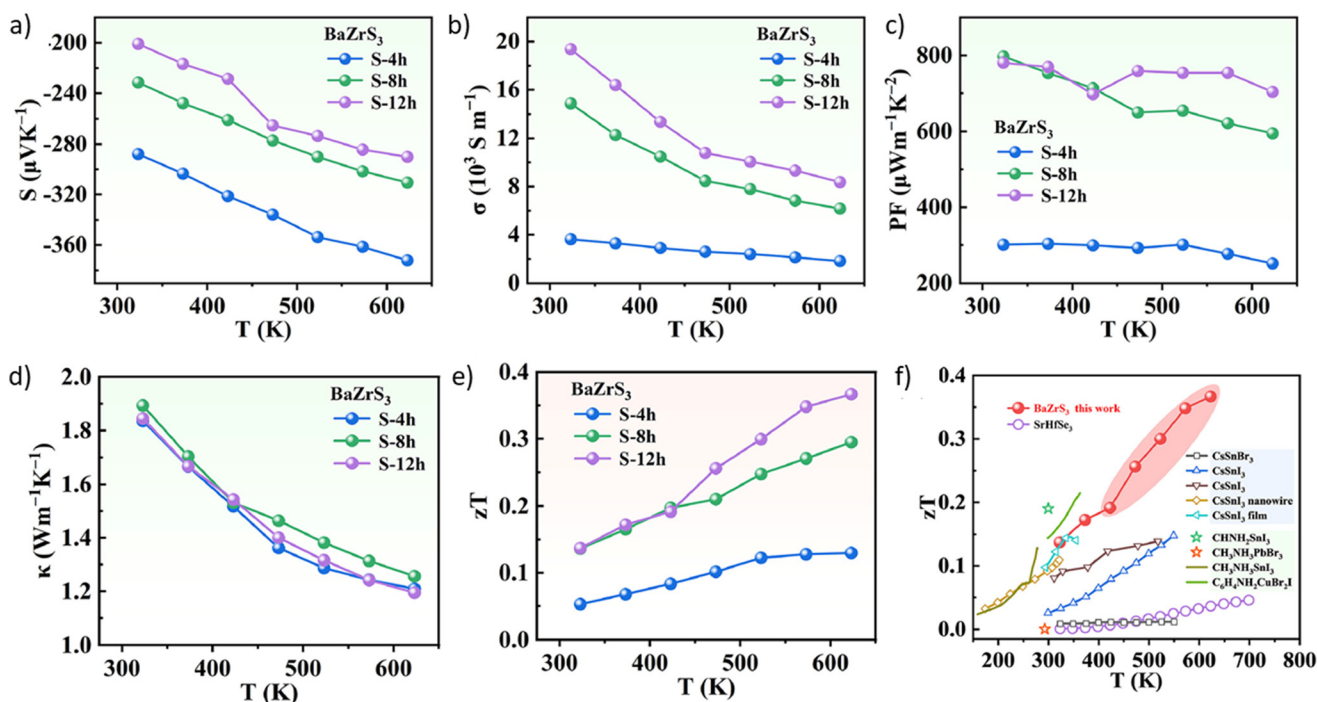 a)
BaZrS₃
S-4h
S-8h
S-12h
S (μVK⁻¹)
-200
-240
-280
-320
-360
300
400
500
600
T (K)
b)
BaZrS₃
S-4h
S-8h
S-12h
σ (10³ S m⁻¹)
20
16
12
8
4
0
300
400
500
600
T (K)
c)
BaZrS₃
S-4h
S-8h
S-12h
PF (μWm⁻¹K⁻²)
800
600
400
200
300
400
500
600
T (K)
d)
BaZrS₃
S-4h
S-8h
S-12h
κ (Wm⁻¹K⁻¹)
2.0
1.8
1.6
1.4
1.2
1.0
300
400
500
600
T (K)
e)
BaZrS₃
S-4h
S-8h
S-12h
zT
0.4
0.3
0.2
0.1
0.0
300
400
500
600
T (K)
f)
BaZrS₃ this work
SrHfSe₃
CsSnBr₃
CsSnI₃
CsSnI₃
CsSnI₃ nanowire
CsSnI₃ film
CHNH₂SnI₃
CH₃NH₃PbBr₃
CH₃NH₃SnI₃
C₆H₄NH₂CuBr₂I
zT
0.4
0.2
0.0
200
300
400
500
600
700
800
T (K)